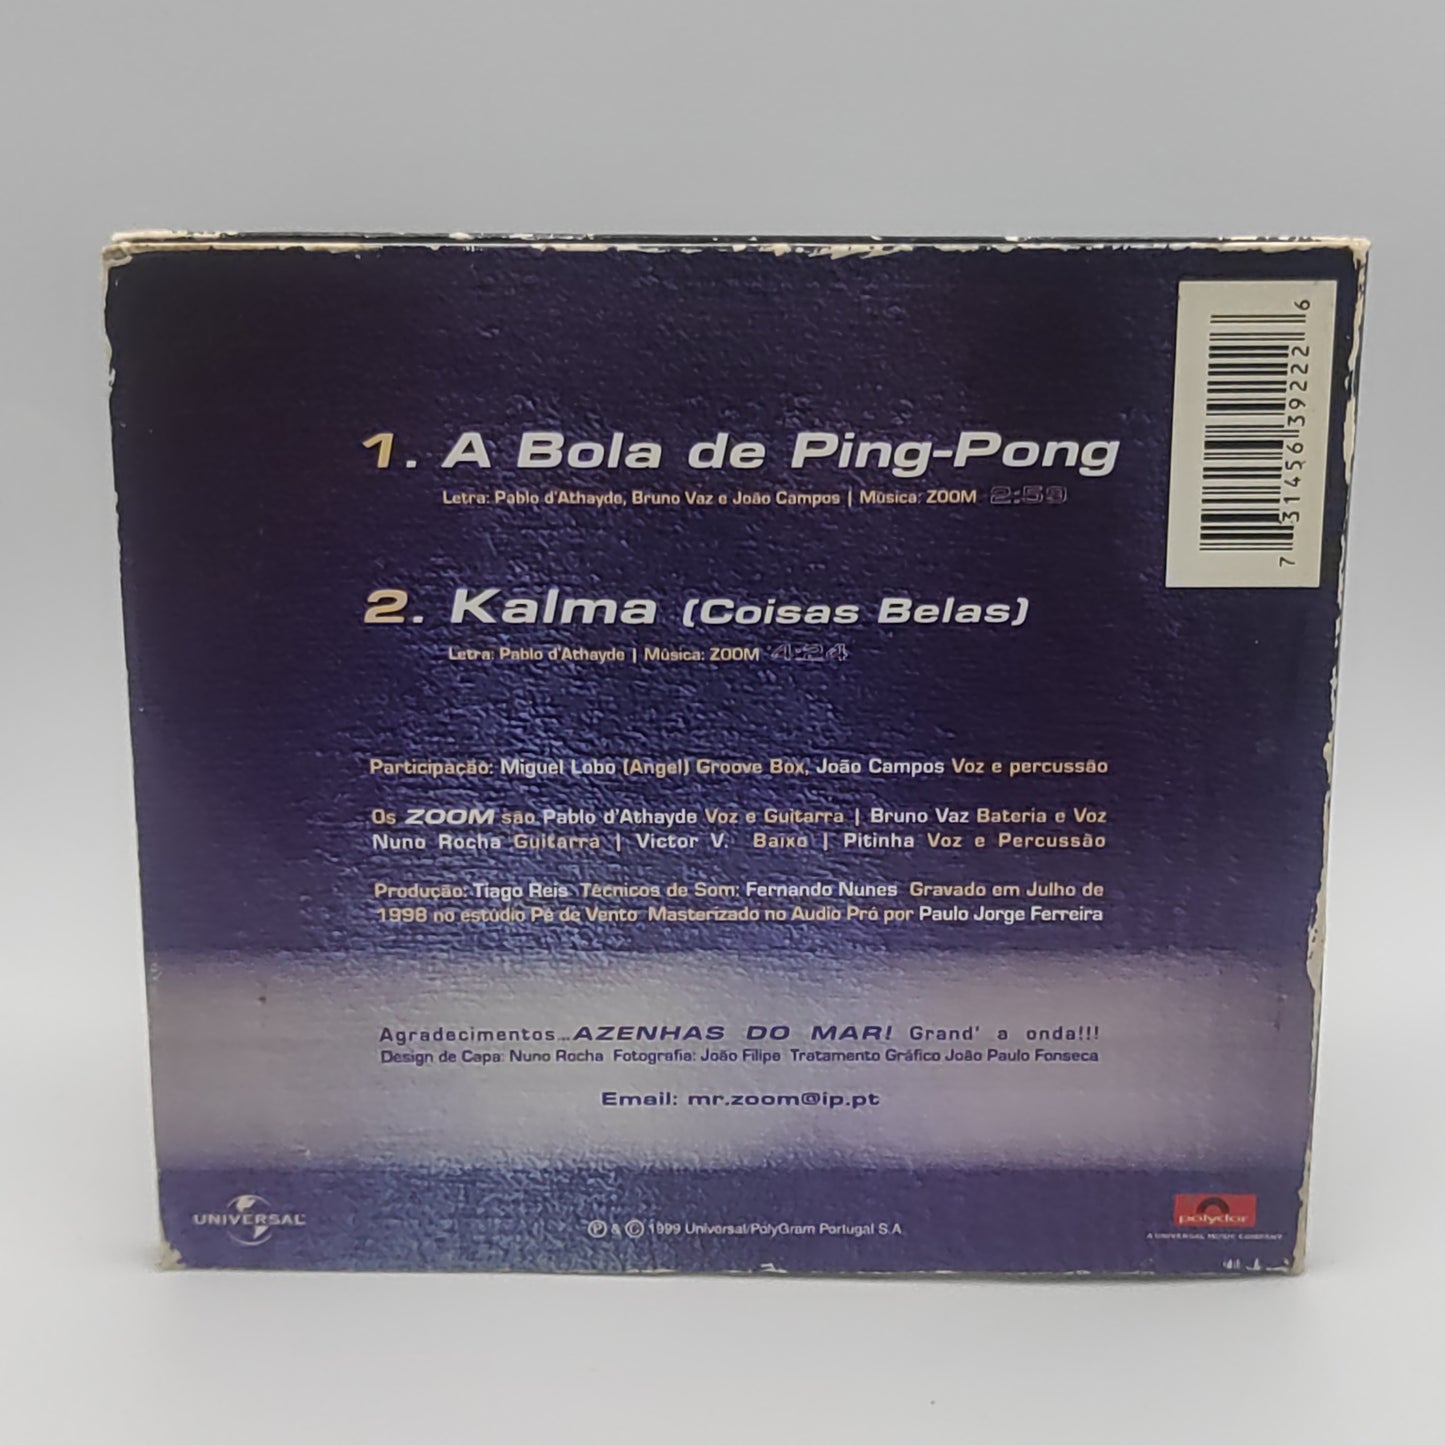 1. A Bola de Ping-Pong
Letra: Pablo d'Athayde, Bruno Vaz e João Campos | Música: ZOOM 2:59
2. Kalma (Coisas Belas)
Letra: Pablo d'Athayde | Música: ZOOM 4:24
Participação: Miguel Lobo (Angel) Groove Box, João Campos Voz e percussão
Os ZOOM são Pablo d'Athayde Voz e Guitarra | Bruno Vaz Bateria e Voz
Nuno Rocha Guitarra | Victor V. Baixo | Pitinha Voz e Percussão
Produção: Tiago Reis Técnicos de Som: Fernando Nunes Gravado em Julho de
1998 no estúdio Pé de Vento Masterizado no Audio Pró por Paulo Jorge Ferreira
Agradecimentos...AZENHAS DO MAR! Grand' a onda!!!
Design de Capa: Nuno Rocha Fotografia: João Filipe Tratamento Gráfico João Paulo Fonseca
Email: mr.zoom@ip.pt
UNIVERSAL
℗ & © 1999 Universal/PolyGram Portugal S.A.
polydor
A UNIVERSAL MUSIC COMPANY
7 31456 39222 6